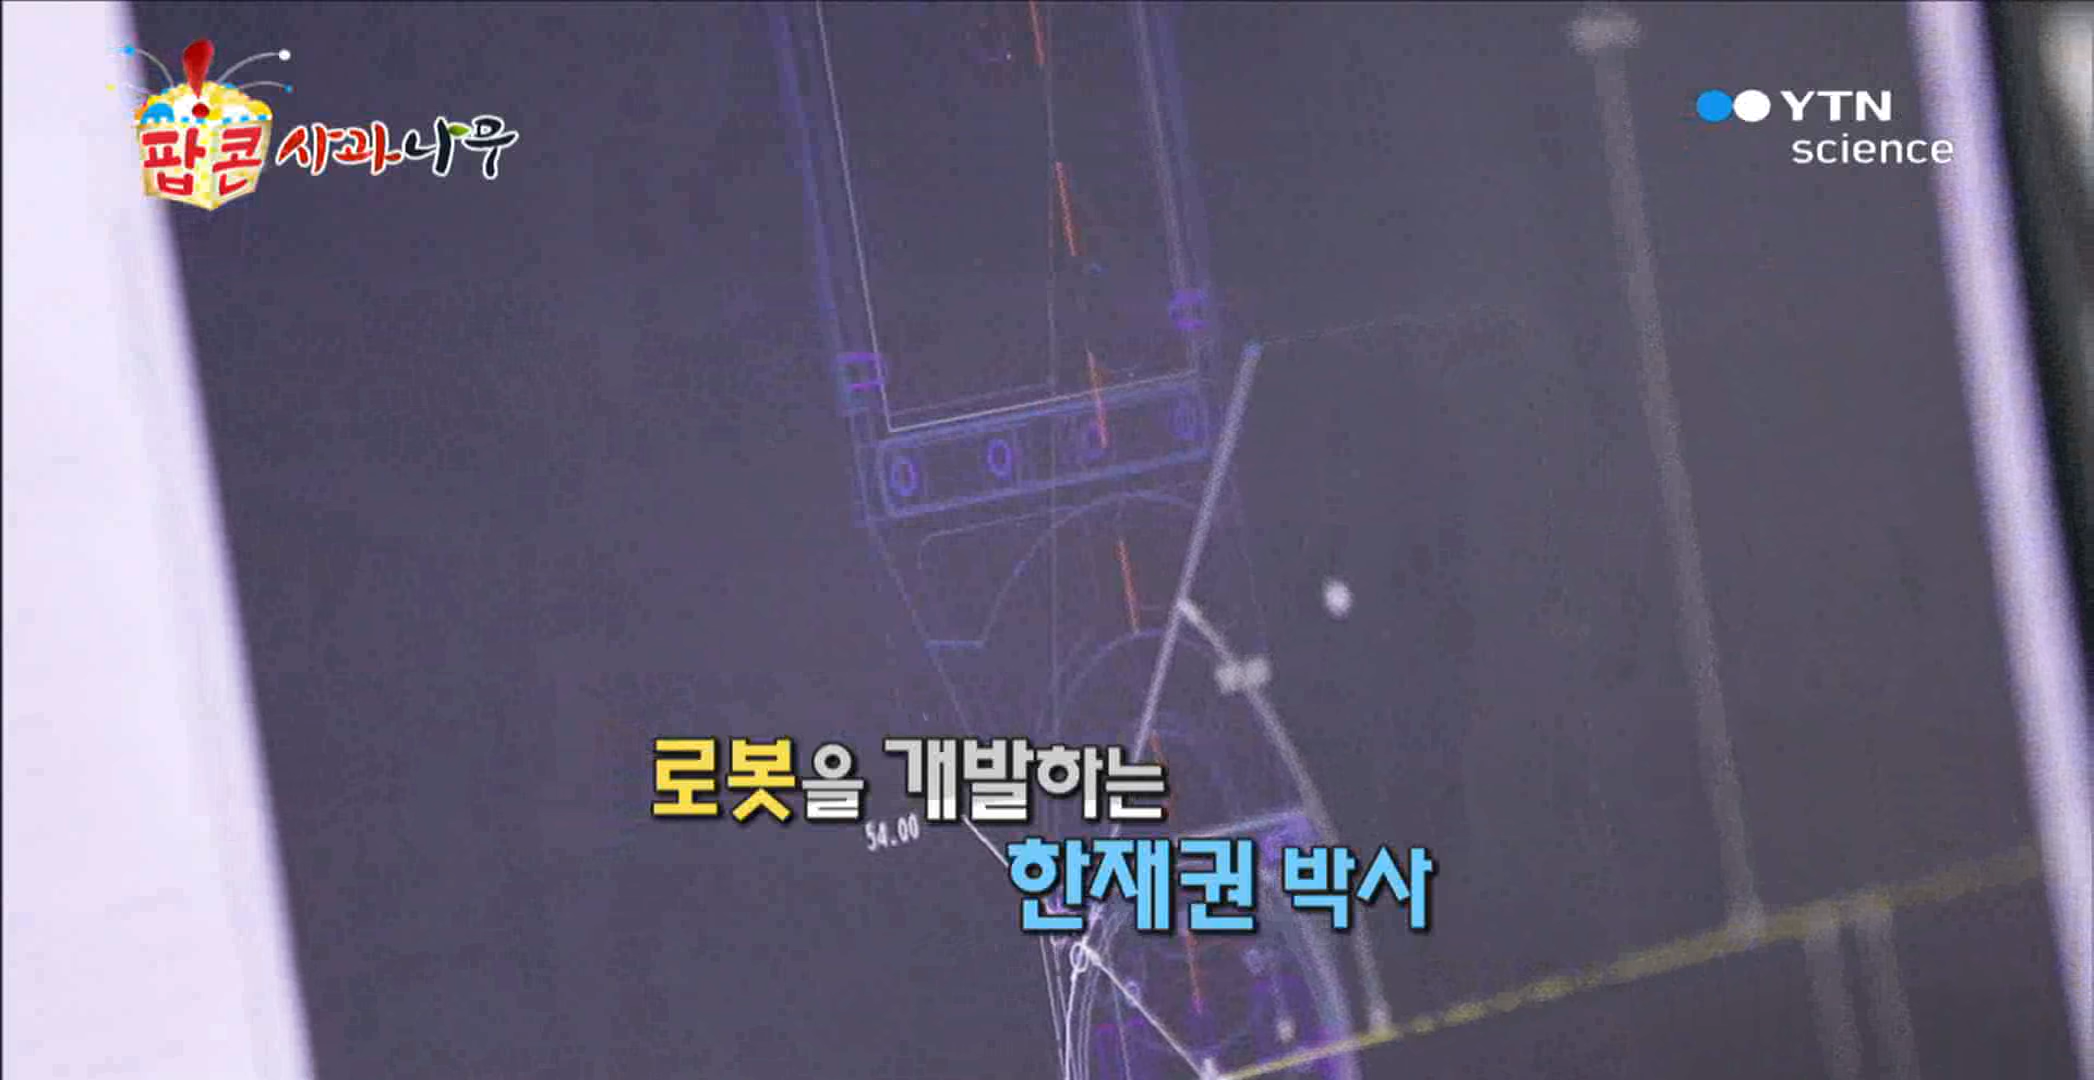 팝콘 사과나무
YTN
science
로봇을 개발하는
54.00
한재권 박사